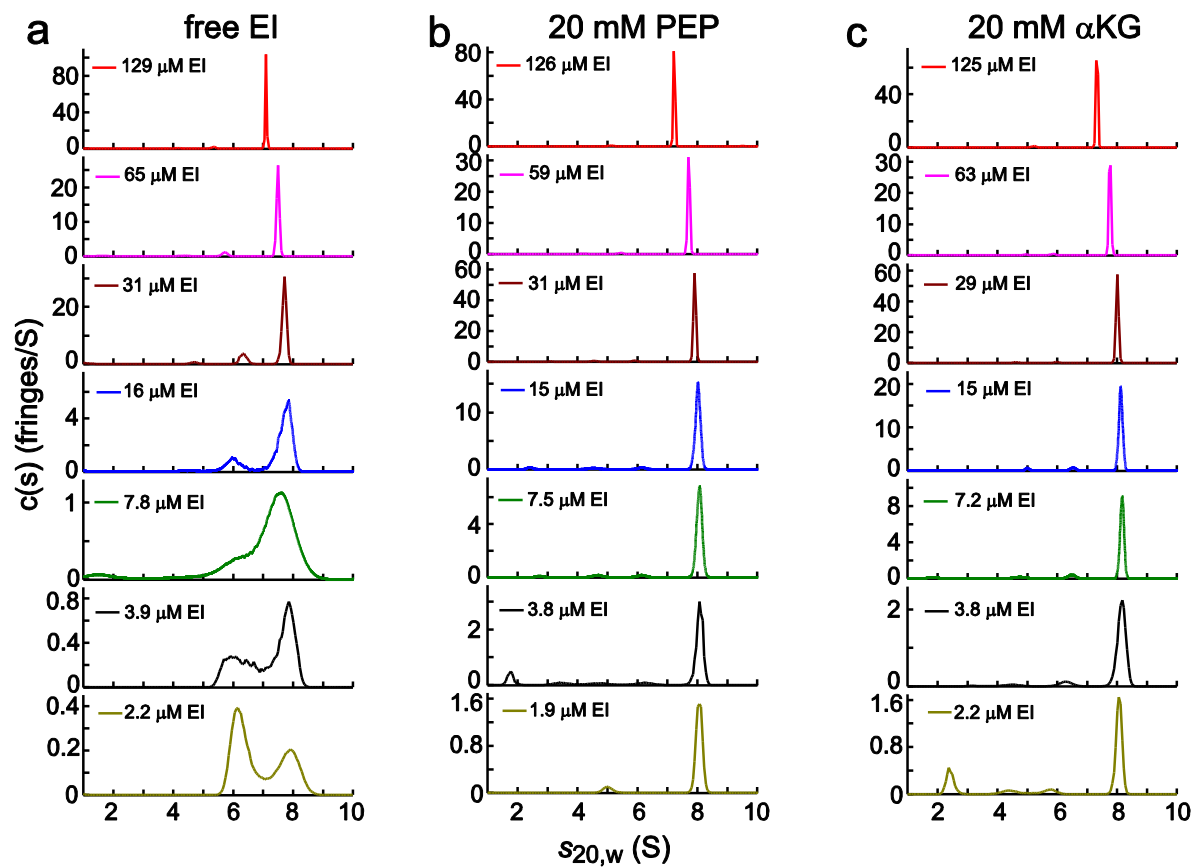 a free EI
b 20 mM PEP
c 20 mM αKG
c(s) (fringes/S)
129 μM EI
80
40
0
65 μM EI
20
10
0
31 μM EI
20
0
16 μM EI
4
2
0
7.8 μM EI
1
0
3.9 μM EI
0.8
0.4
0.0
2.2 μM EI
0.4
0.2
0
2 4 6 8 10
126 μM EI
80
40
0
59 μM EI
30
20
10
0
31 μM EI
60
40
20
0
15 μM EI
10
0
7.5 μM EI
4
0
3.8 μM EI
2
0
1.9 μM EI
1.6
0.8
0.0
2 4 6 8 10
125 μM EI
40
0
63 μM EI
30
20
10
0
29 μM EI
60
40
20
0
15 μM EI
20
10
0
7.2 μM EI
8
4
0
3.8 μM EI
2
0
2.2 μM EI
1.6
0.8
0.0
2 4 6 8 10
s20,w (S)